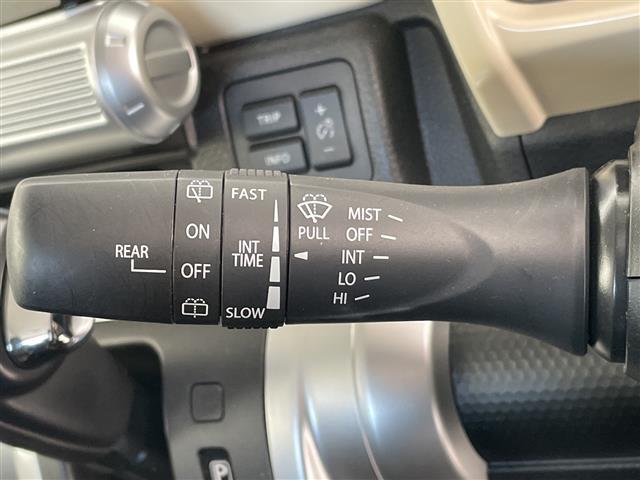 TRIP
INFO
+
-
FAST
MIST
ON
PULL
OFF
REAR
INT
TIME
INT
OFF
LO
HI
SLOW
P